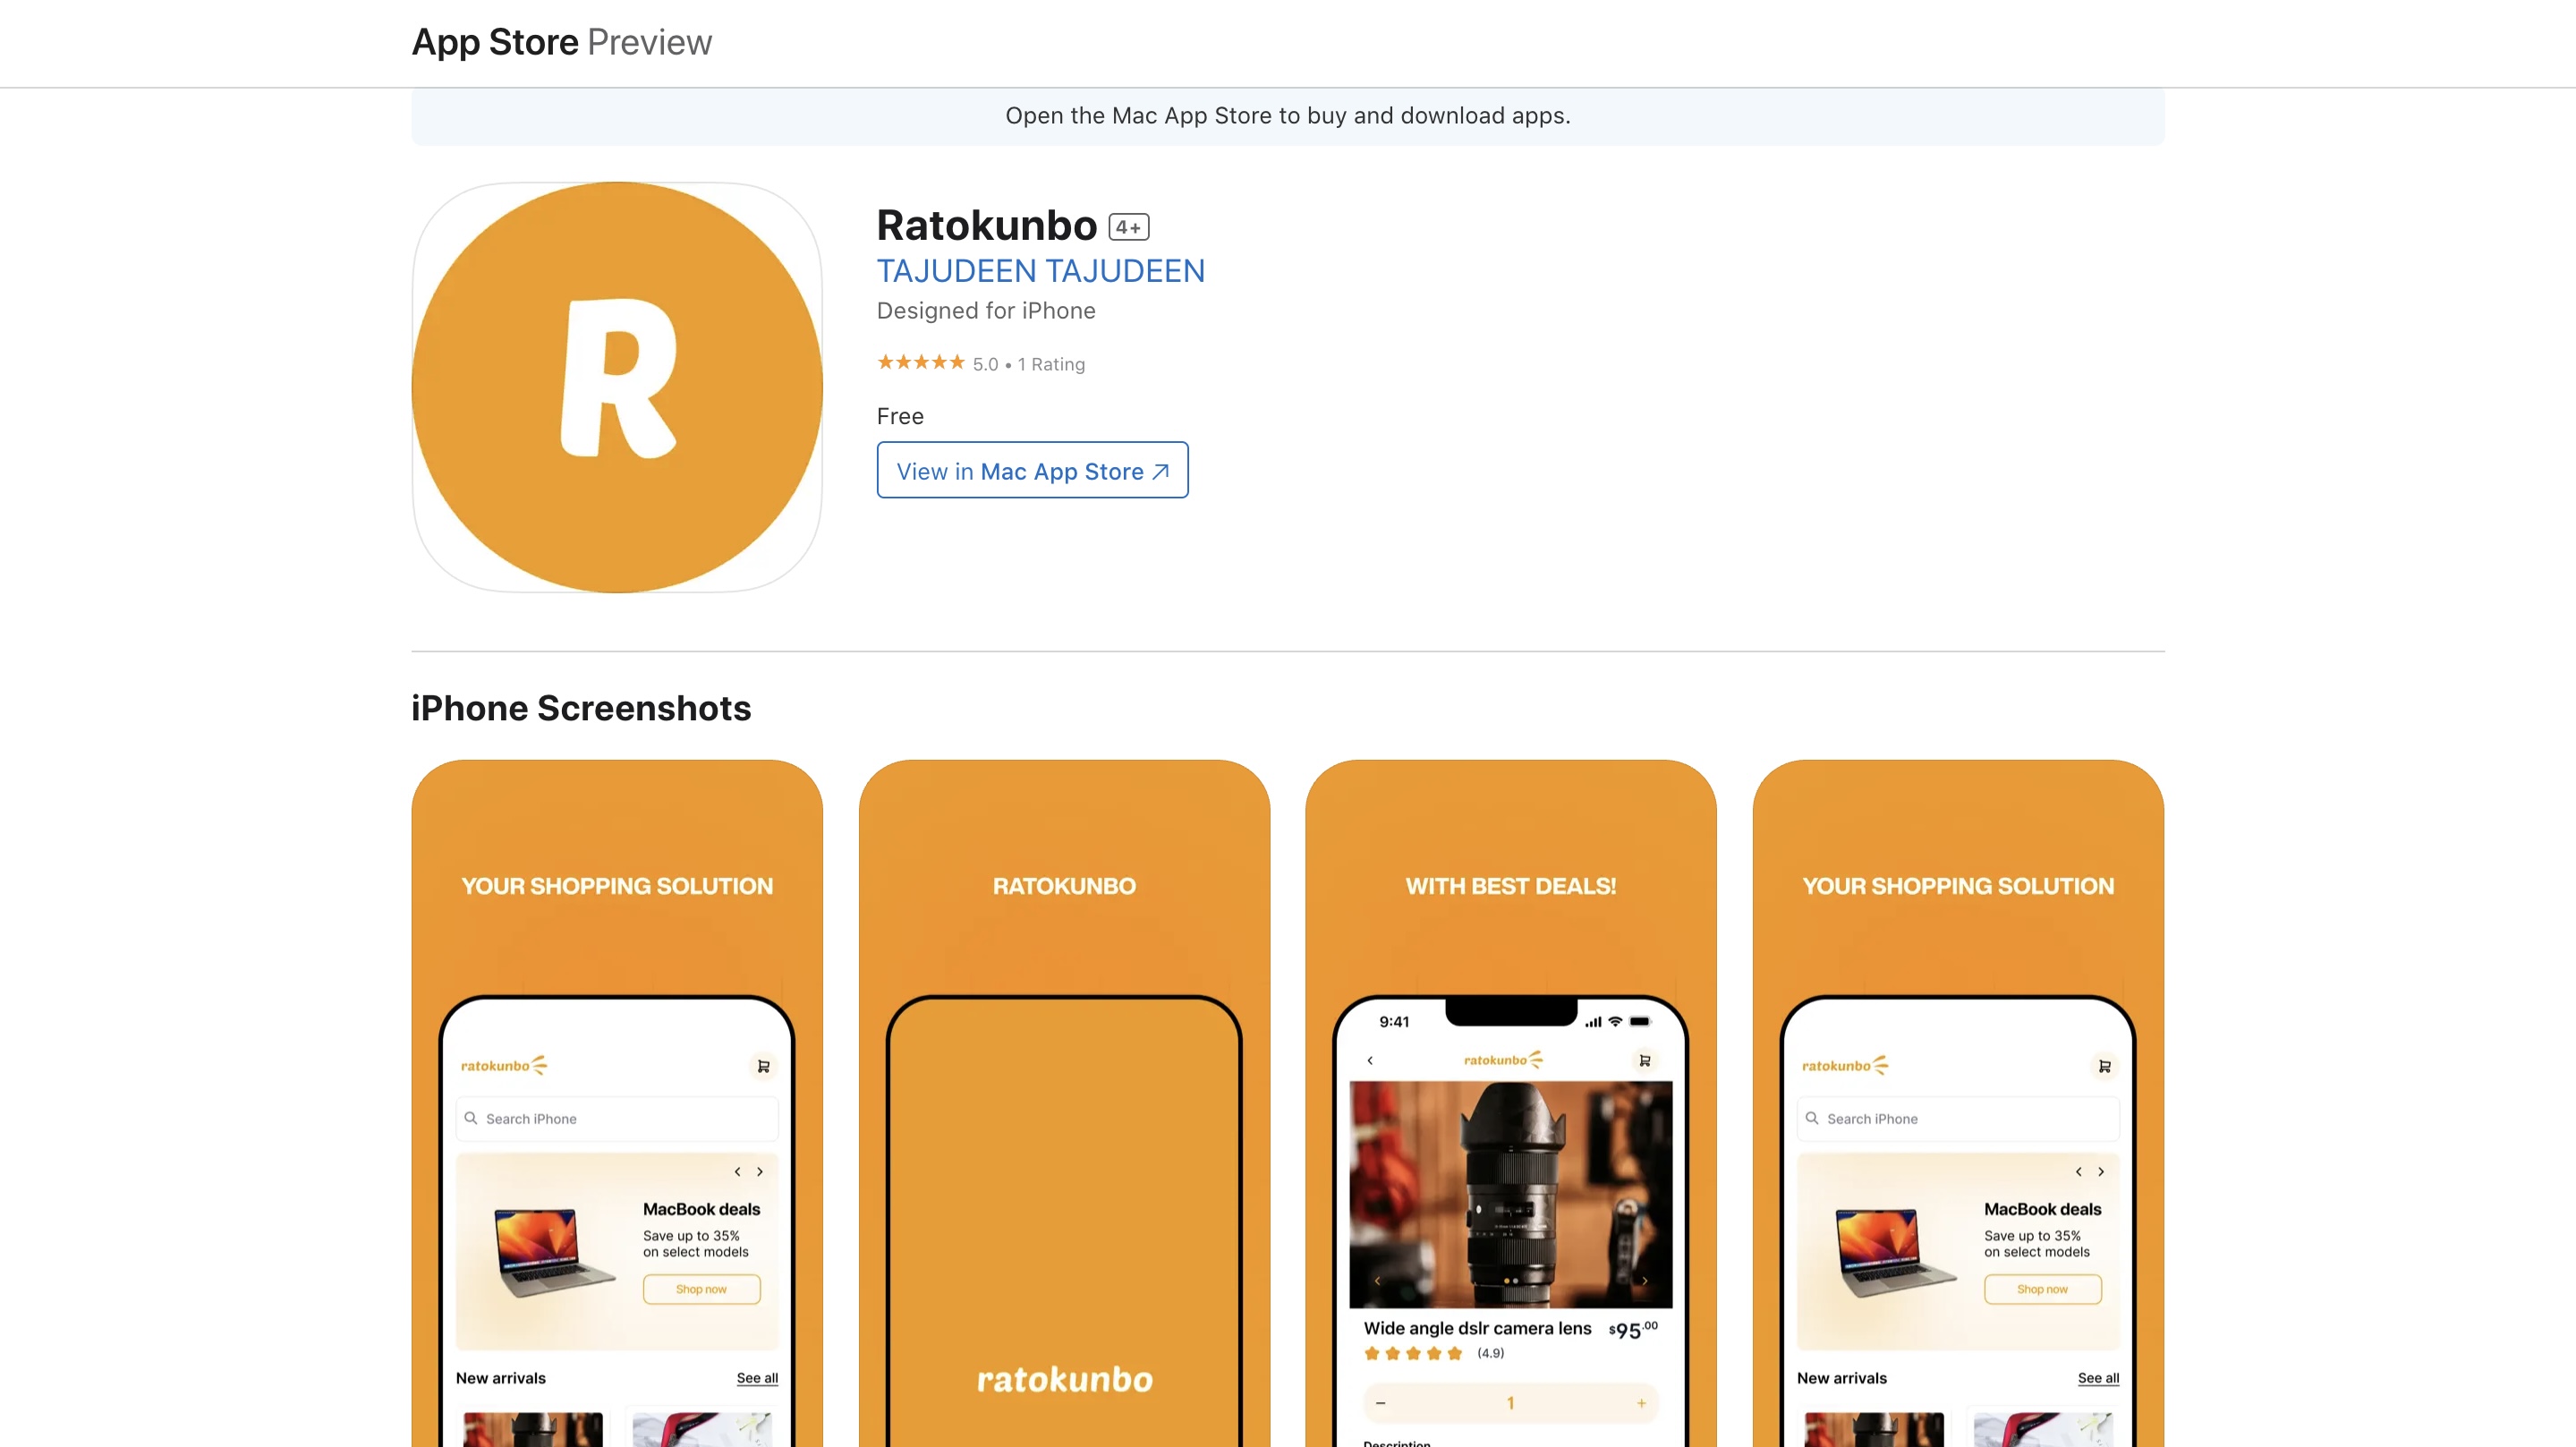 App Store Preview
Open the Mac App Store to buy and download apps.
R
Ratokunbo 4+
TAJUDEEN TAJUDEEN
Designed for iPhone
★★★★★ 5.0 • 1 Rating
Free
View in Mac App Store ↗
iPhone Screenshots
YOUR SHOPPING SOLUTION
ratokunbo
Search iPhone
MacBook deals
Save up to 35%
on select models
Shop now
New arrivals See all
RATOKUNBO
ratokunbo
WITH BEST DEALS!
9:41
ratokunbo
Wide angle dslr camera lens $95.00
(4.9)
− 1 +
Description
YOUR SHOPPING SOLUTION
ratokunbo
Search iPhone
MacBook deals
Save up to 35%
on select models
Shop now
New arrivals See all